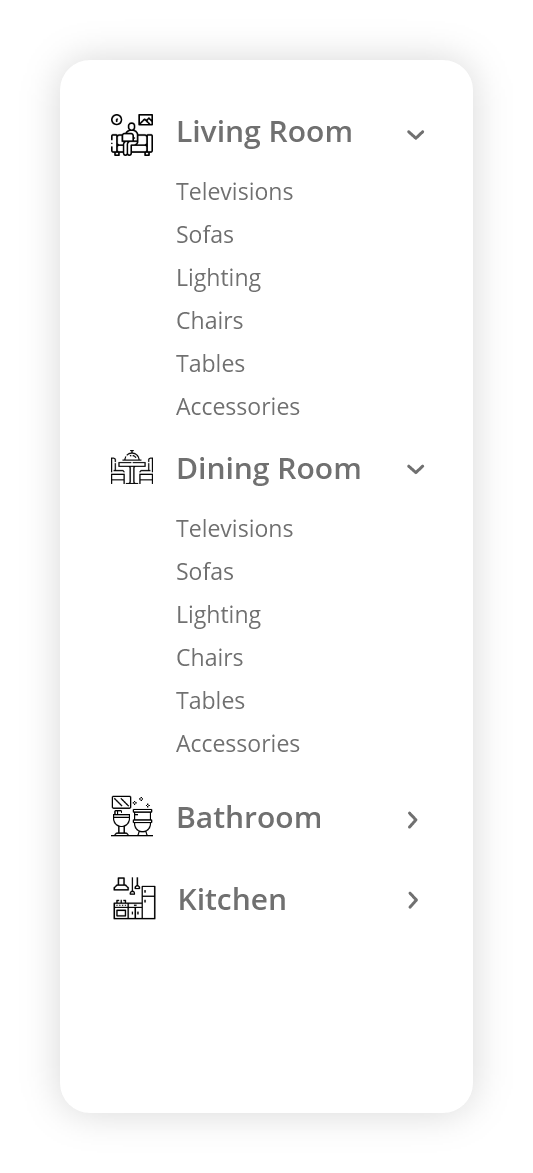 Living Room
Televisions
Sofas
Lighting
Chairs
Tables
Accessories
Dining Room
Televisions
Sofas
Lighting
Chairs
Tables
Accessories
Bathroom
Kitchen